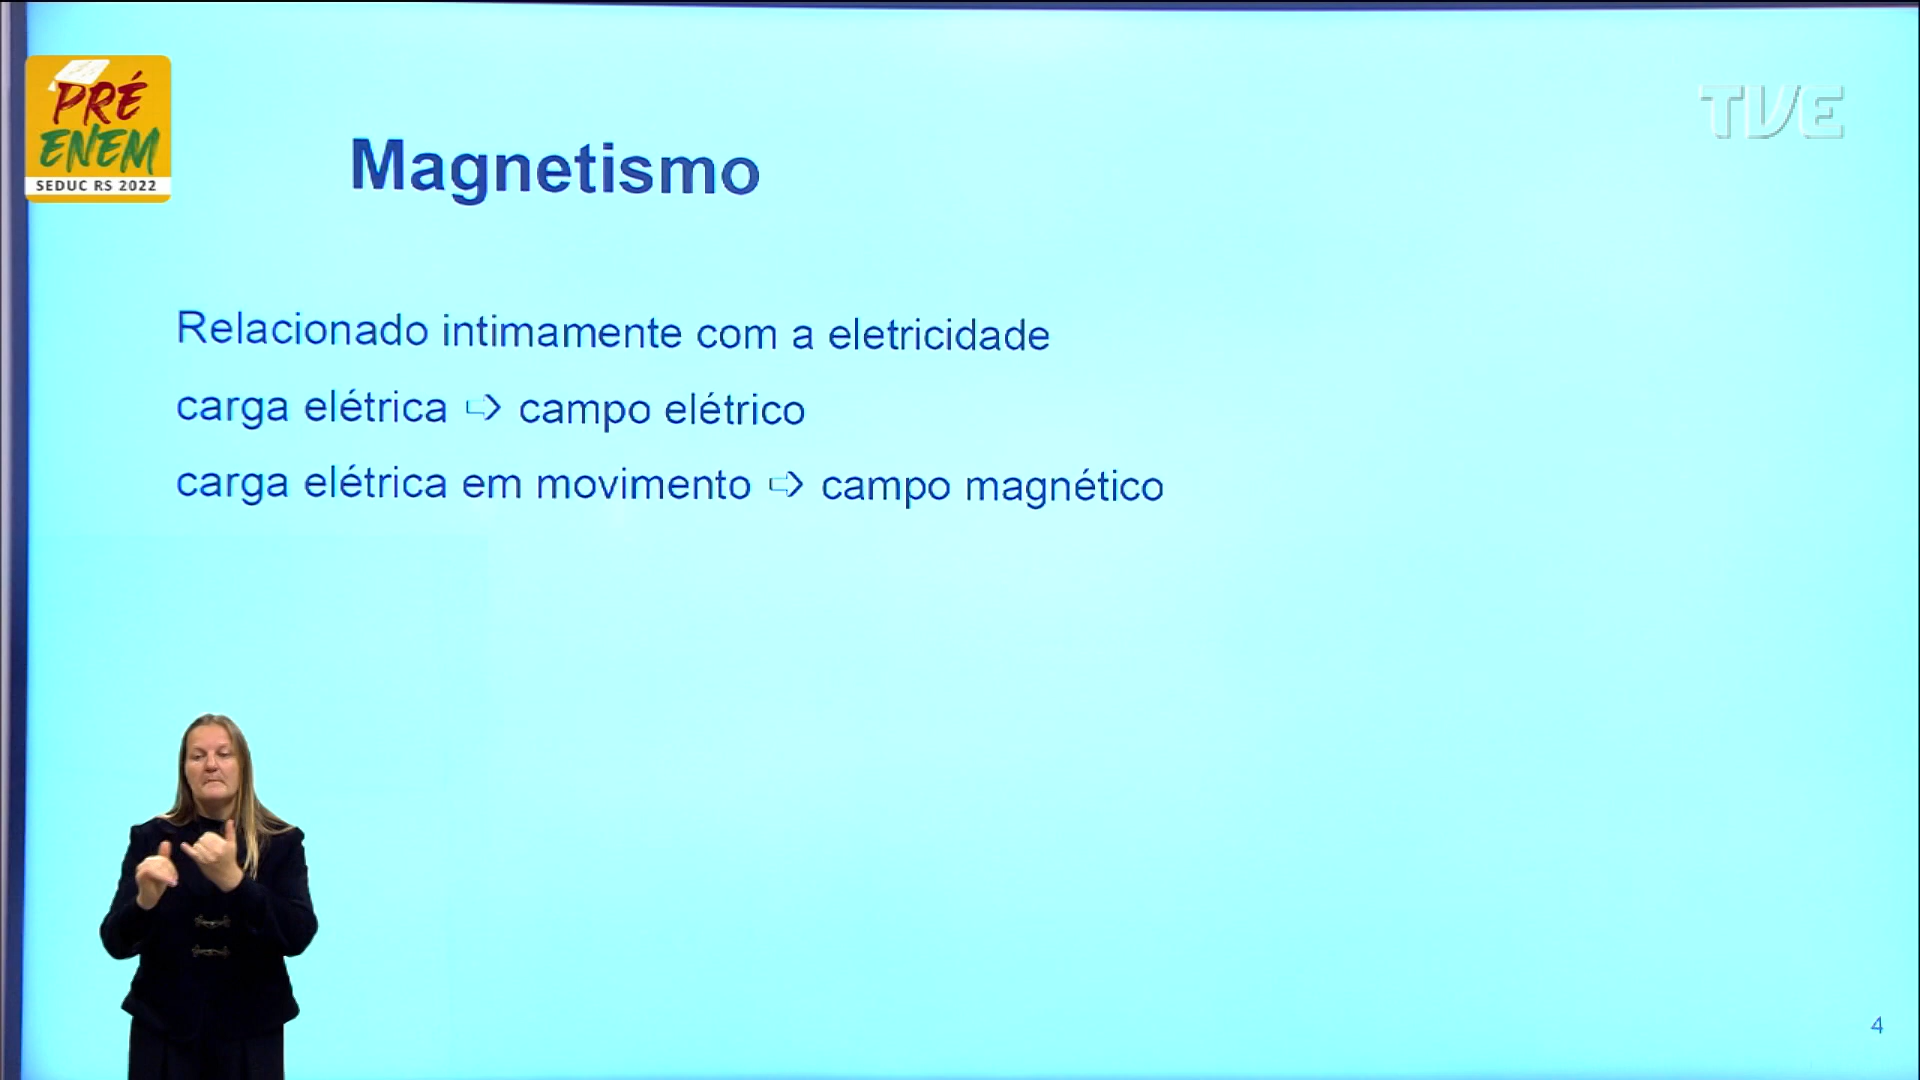 PRÉ
ENEM
SEDUC RS 2022
TVE
Magnetismo
Relacionado intimamente com a eletricidade
carga elétrica ➩ campo elétrico
carga elétrica em movimento ➩ campo magnético
4